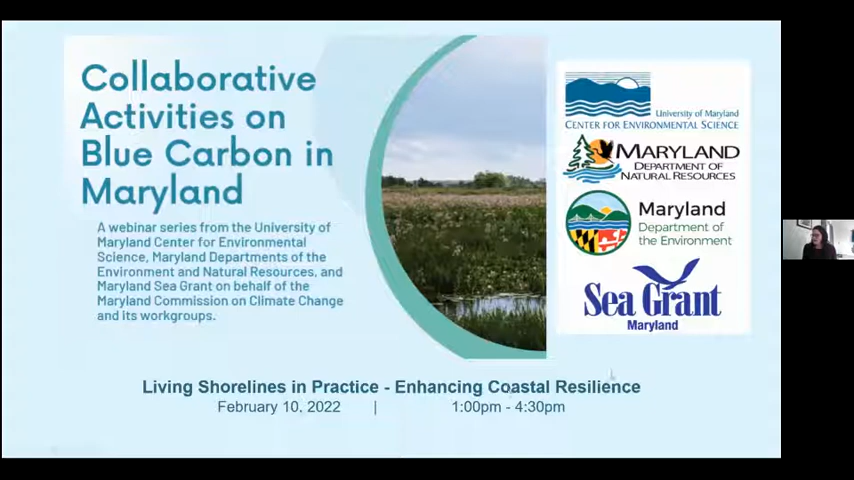 Collaborative
Activities on
Blue Carbon in
Maryland
A webinar series from the University of
Maryland Center for Environmental
Science, Maryland Departments of the
Environment and Natural Resources, and
Maryland Sea Grant on behalf of the
Maryland Commission on Climate Change
and its workgroups.
University of Maryland
CENTER FOR ENVIRONMENTAL SCIENCE
MARYLAND
DEPARTMENT OF
NATURAL RESOURCES
Maryland
Department of
the Environment
Sea Grant
Maryland
Living Shorelines in Practice - Enhancing Coastal Resilience
February 10, 2022 | 1:00pm - 4:30pm